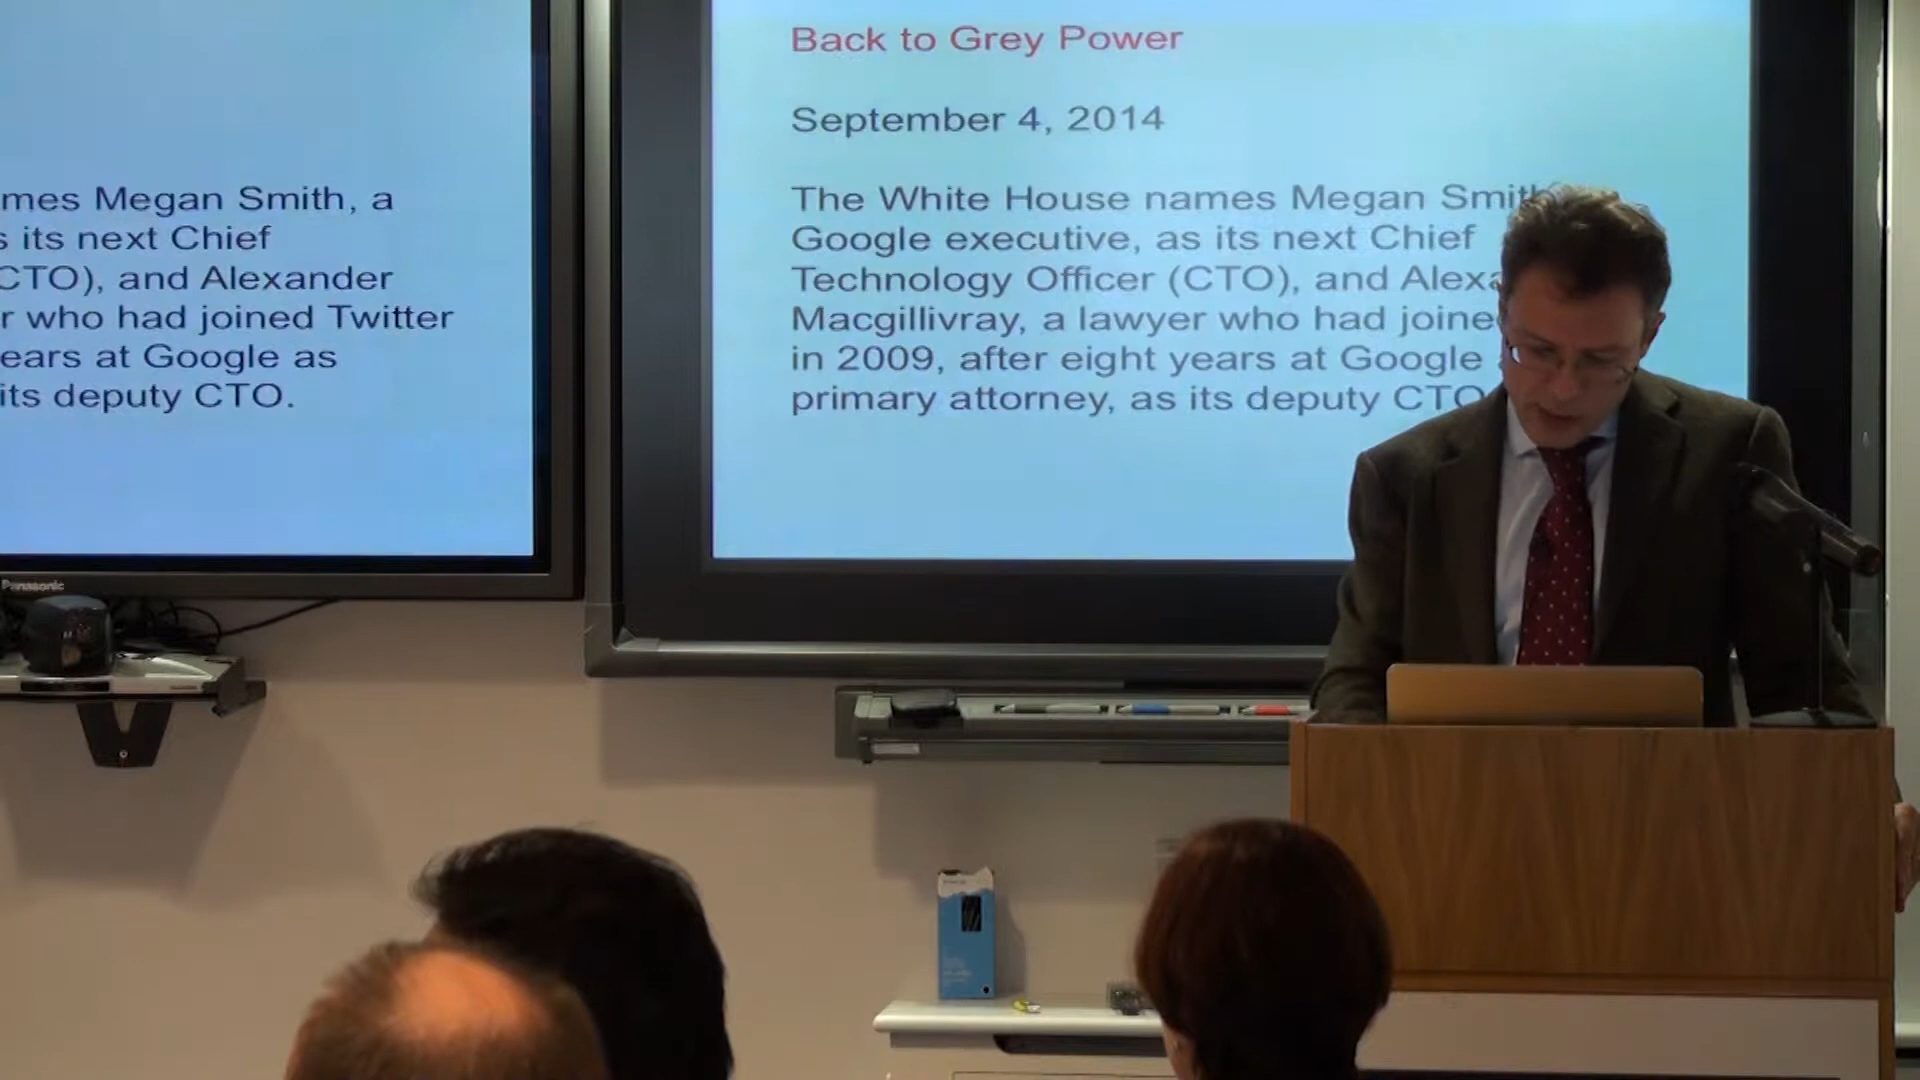 mes Megan Smith, a
s its next Chief
CTO), and Alexander
r who had joined Twitter
ears at Google as
its deputy CTO.
Panasonic
Back to Grey Power
September 4, 2014
The White House names Megan Smith
Google executive, as its next Chief
Technology Officer (CTO), and Alexa
Macgillivray, a lawyer who had joine
in 2009, after eight years at Google
primary attorney, as its deputy CTO